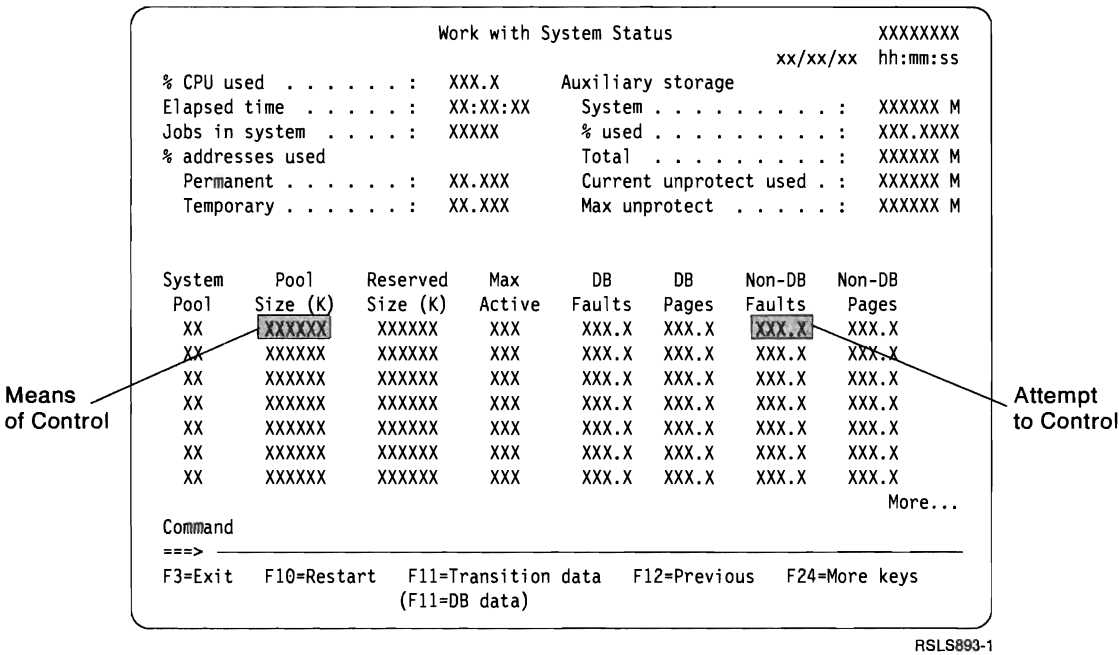 Work with System Status XXXXXXXX
xx/xx/xx hh:mm:ss
% CPU used . . . . . . : XXX.X Auxiliary storage
Elapsed time . . . . . . : XX:XX:XX System . . . . . . . . . . : XXXXXX M
Jobs in system . . . . : XXXXX % used . . . . . . . . . . : XXX.XXXX
% addresses used Total . . . . . . . . . . : XXXXXX M
Permanent . . . . . . : XX.XXX Current unprotect used . : XXXXXX M
Temporary . . . . . . : XX.XXX Max unprotect . . . . . : XXXXXX M
System Pool Reserved Max DB DB Non-DB Non-DB
Pool Size (K) Size (K) Active Faults Pages Faults Pages
XX XXXXXX XXXXXX XXX XXX.X XXX.X XXX.X XXX.X
XX XXXXXX XXXXXX XXX XXX.X XXX.X XXX.X XXX.X
XX XXXXXX XXXXXX XXX XXX.X XXX.X XXX.X XXX.X
XX XXXXXX XXXXXX XXX XXX.X XXX.X XXX.X XXX.X
XX XXXXXX XXXXXX XXX XXX.X XXX.X XXX.X XXX.X
XX XXXXXX XXXXXX XXX XXX.X XXX.X XXX.X XXX.X
XX XXXXXX XXXXXX XXX XXX.X XXX.X XXX.X XXX.X
Means
of Control
Attempt
to Control
More...
Command
===>
F3=Exit F10=Restart F11=Transition data F12=Previous F24=More keys
(F11=DB data)
RSLS893-1